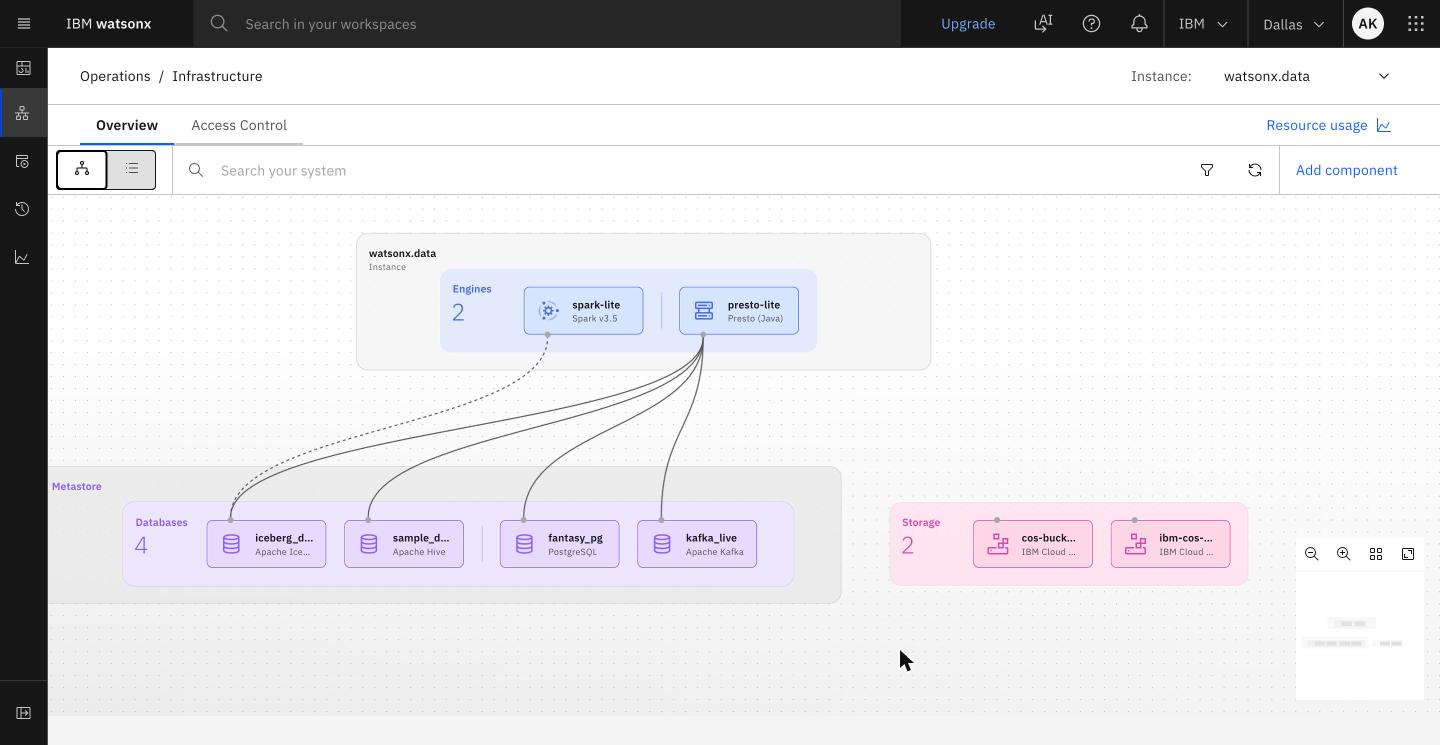 IBM watsonx
Search in your workspaces
Upgrade
IBM
Dallas
AK
Operations / Infrastructure
Instance:
watsonx.data
Overview
Access Control
Resource usage
Search your system
Add component
watsonx.data
Instance
Engines
2
spark-lite
Spark v3.5
presto-lite
Presto (Java)
Metastore
Databases
4
iceberg_d...
Apache Ice...
sample_d...
Apache Hive
fantasy_pg
PostgreSQL
kafka_live
Apache Kafka
Storage
2
cos-buck...
IBM Cloud ...
ibm-cos-...
IBM Cloud ...